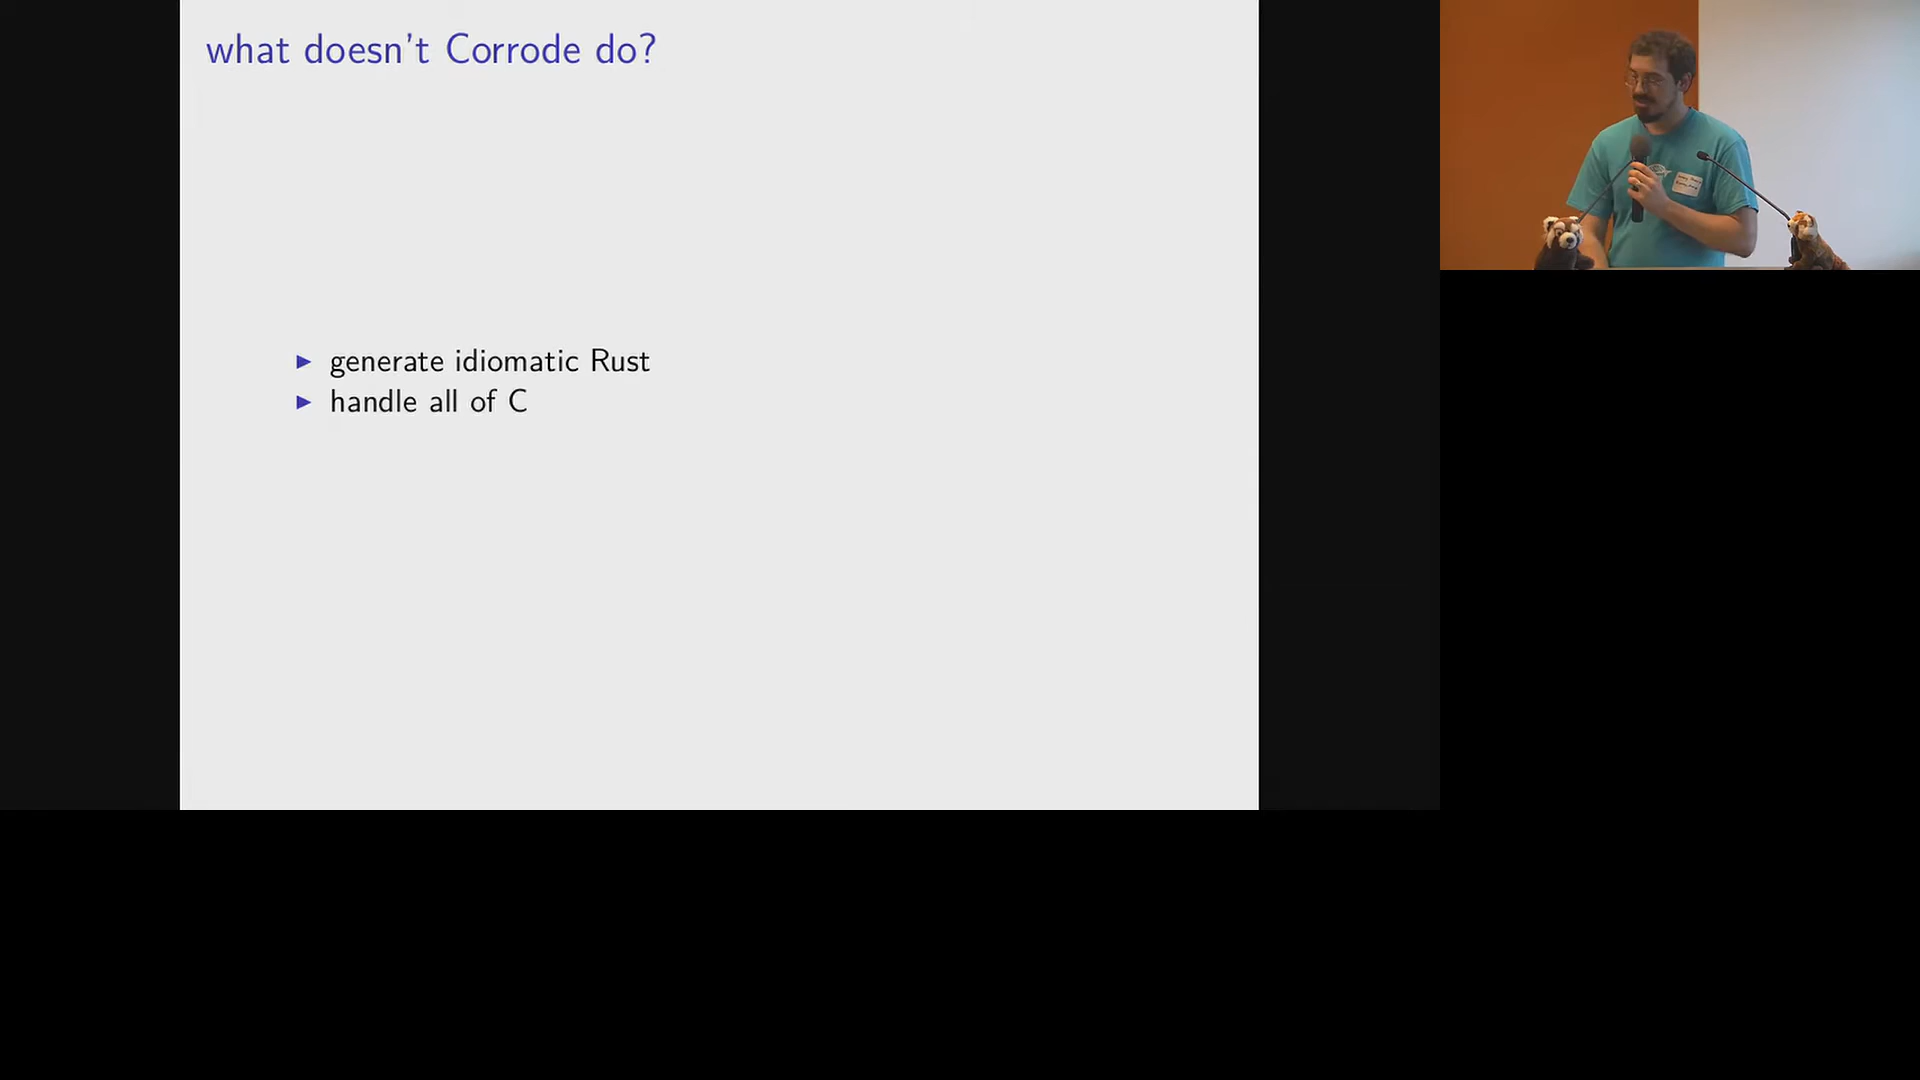 what doesn't Corrode do?
▶ generate idiomatic Rust
▶ handle all of C